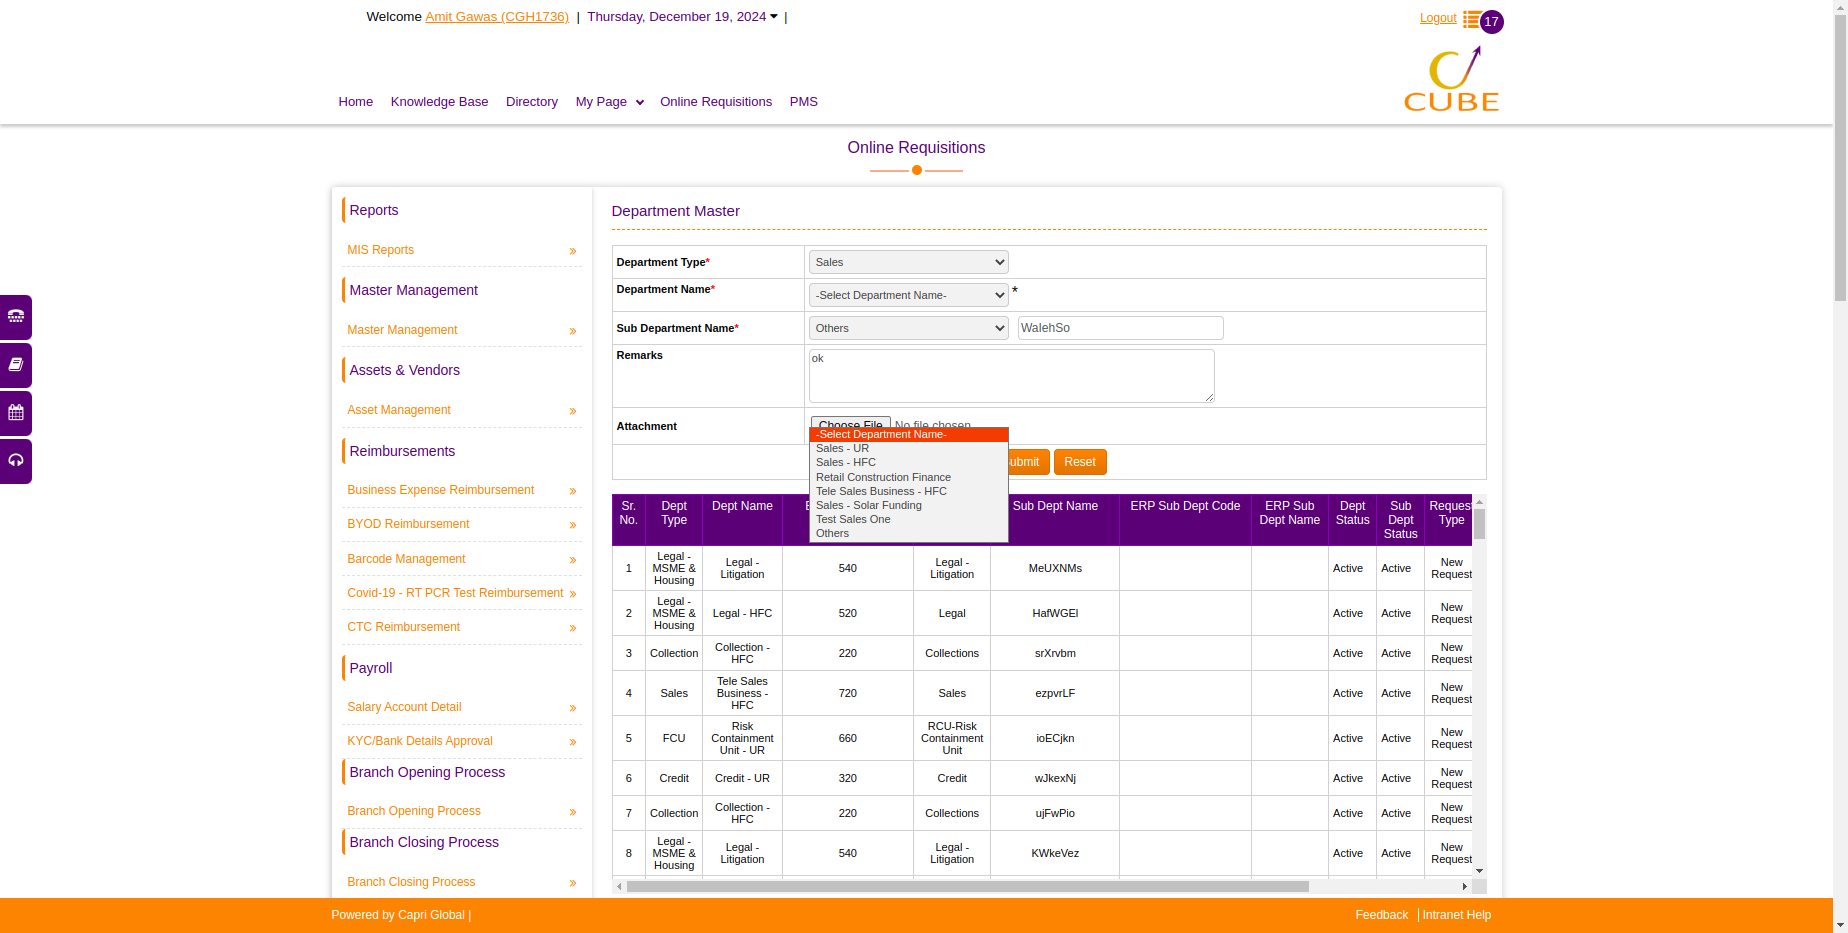 Welcome Amit Gawas (CGH1736) | Thursday, December 19, 2024 |
Logout 17
CUBE
Home Knowledge Base Directory My Page Online Requisitions PMS
Online Requisitions
Reports
MIS Reports
Master Management
Master Management
Assets & Vendors
Asset Management
Reimbursements
Business Expense Reimbursement
BYOD Reimbursement
Barcode Management
Covid-19 - RT PCR Test Reimbursement
CTC Reimbursement
Payroll
Salary Account Detail
KYC/Bank Details Approval
Branch Opening Process
Branch Opening Process
Branch Closing Process
Branch Closing Process
Department Master
Department Type* Sales
Department Name* -Select Department Name- *
Sub Department Name* Others WalehSo
Remarks ok
Attachment Choose File No file chosen
-Select Department Name-
Sales - UR
Sales - HFC
Retail Construction Finance
Tele Sales Business - HFC
Sales - Solar Funding
Test Sales One
Others
ubmit Reset
Sr. No. Dept Type Dept Name E Sub Dept Name ERP Sub Dept Code ERP Sub Dept Name Dept Status Sub Dept Status Request Type
1 Legal - MSME & Housing Legal - Litigation 540 Legal - Litigation MeUXNMs Active Active New Request
2 Legal - MSME & Housing Legal - HFC 520 Legal HafWGEl Active Active New Request
3 Collection Collection - HFC 220 Collections srXrvbm Active Active New Request
4 Sales Tele Sales Business - HFC 720 Sales ezpvrLF Active Active New Request
5 FCU Risk Containment Unit - UR 660 RCU-Risk Containment Unit ioECjkn Active Active New Request
6 Credit Credit - UR 320 Credit wJkexNj Active Active New Request
7 Collection Collection - HFC 220 Collections ujFwPio Active Active New Request
8 Legal - MSME & Housing Legal - Litigation 540 Legal - Litigation KWkeVez Active Active New Request
Powered by Capri Global |
Feedback | Intranet Help